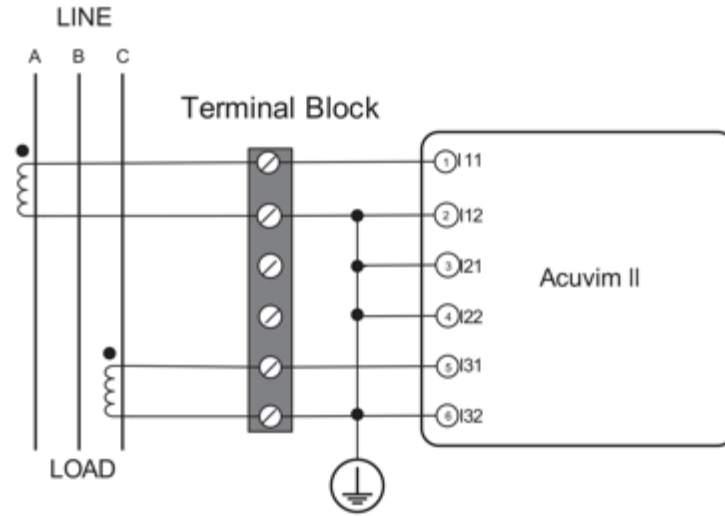 LINE
A B C
Terminal Block
1 I11
2 I12
3 I21
4 I22
5 I31
6 I32
Acuvim II
LOAD